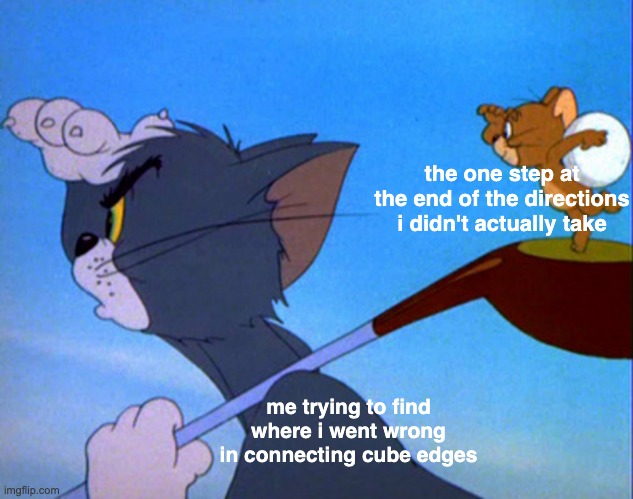 the one step at
the end of the directions
i didn't actually take
me trying to find
where i went wrong
in connecting cube edges
imgflip.com